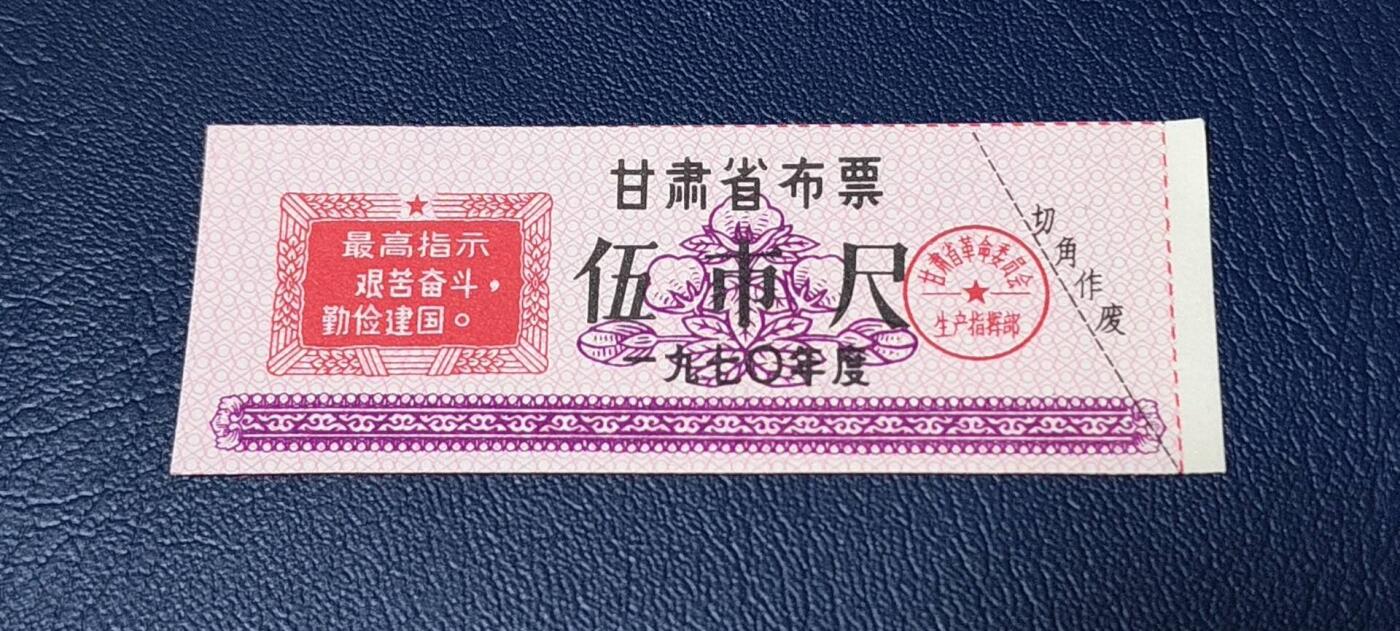 最高指示
艰苦奋斗，
勤俭建国。
甘肃省布票
伍市尺
一九七〇年度
甘肃省革命委员会
生产指挥部
切角作废